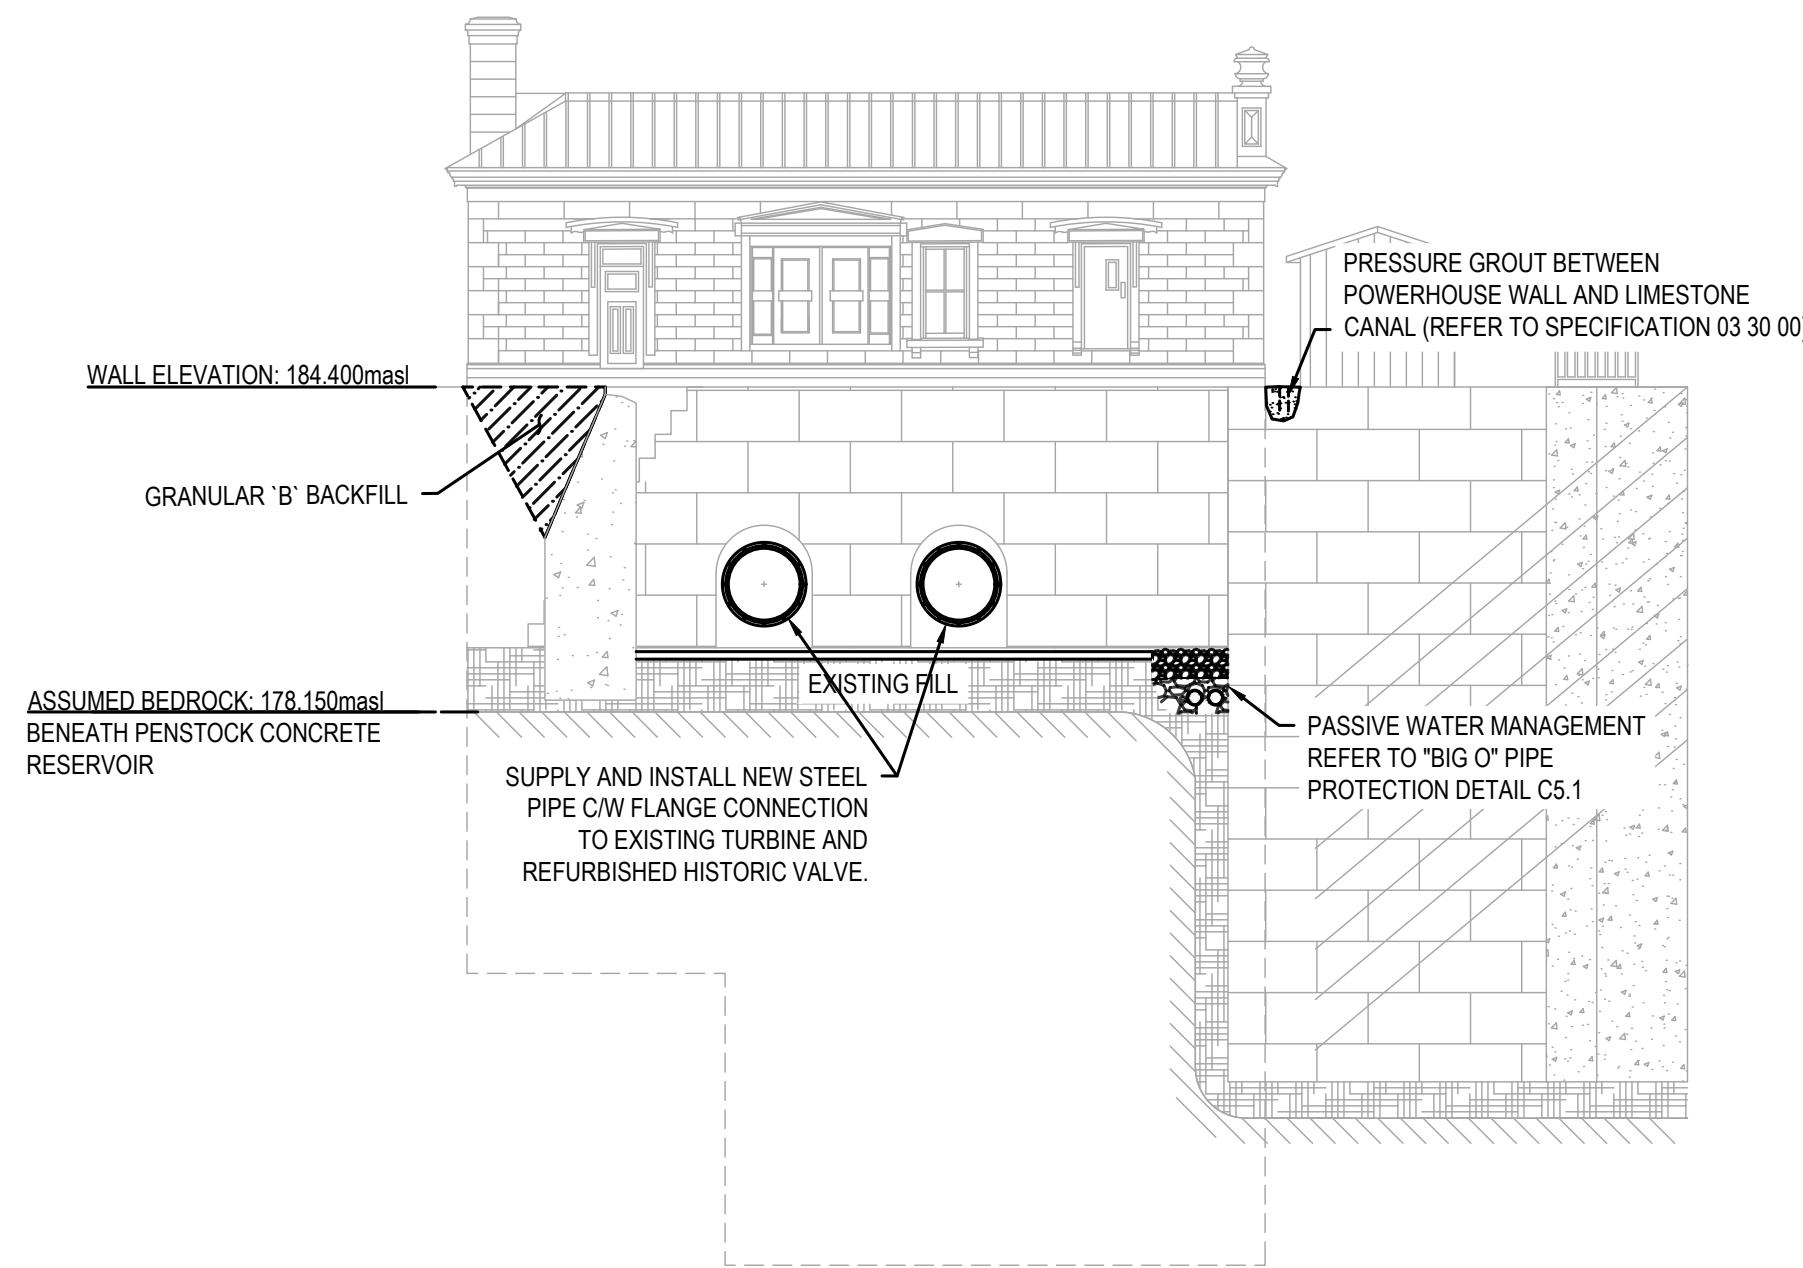 PRESSURE GROUT BETWEEN
POWERHOUSE WALL AND LIMESTONE
CANAL (REFER TO SPECIFICATION 03 30 00)
WALL ELEVATION: 184.400masl
GRANULAR `B` BACKFILL
EXISTING FILL
ASSUMED BEDROCK: 178.150masl
BENEATH PENSTOCK CONCRETE
RESERVOIR
PASSIVE WATER MANAGEMENT
REFER TO "BIG O" PIPE
PROTECTION DETAIL C5.1
SUPPLY AND INSTALL NEW STEEL
PIPE C/W FLANGE CONNECTION
TO EXISTING TURBINE AND
REFURBISHED HISTORIC VALVE.